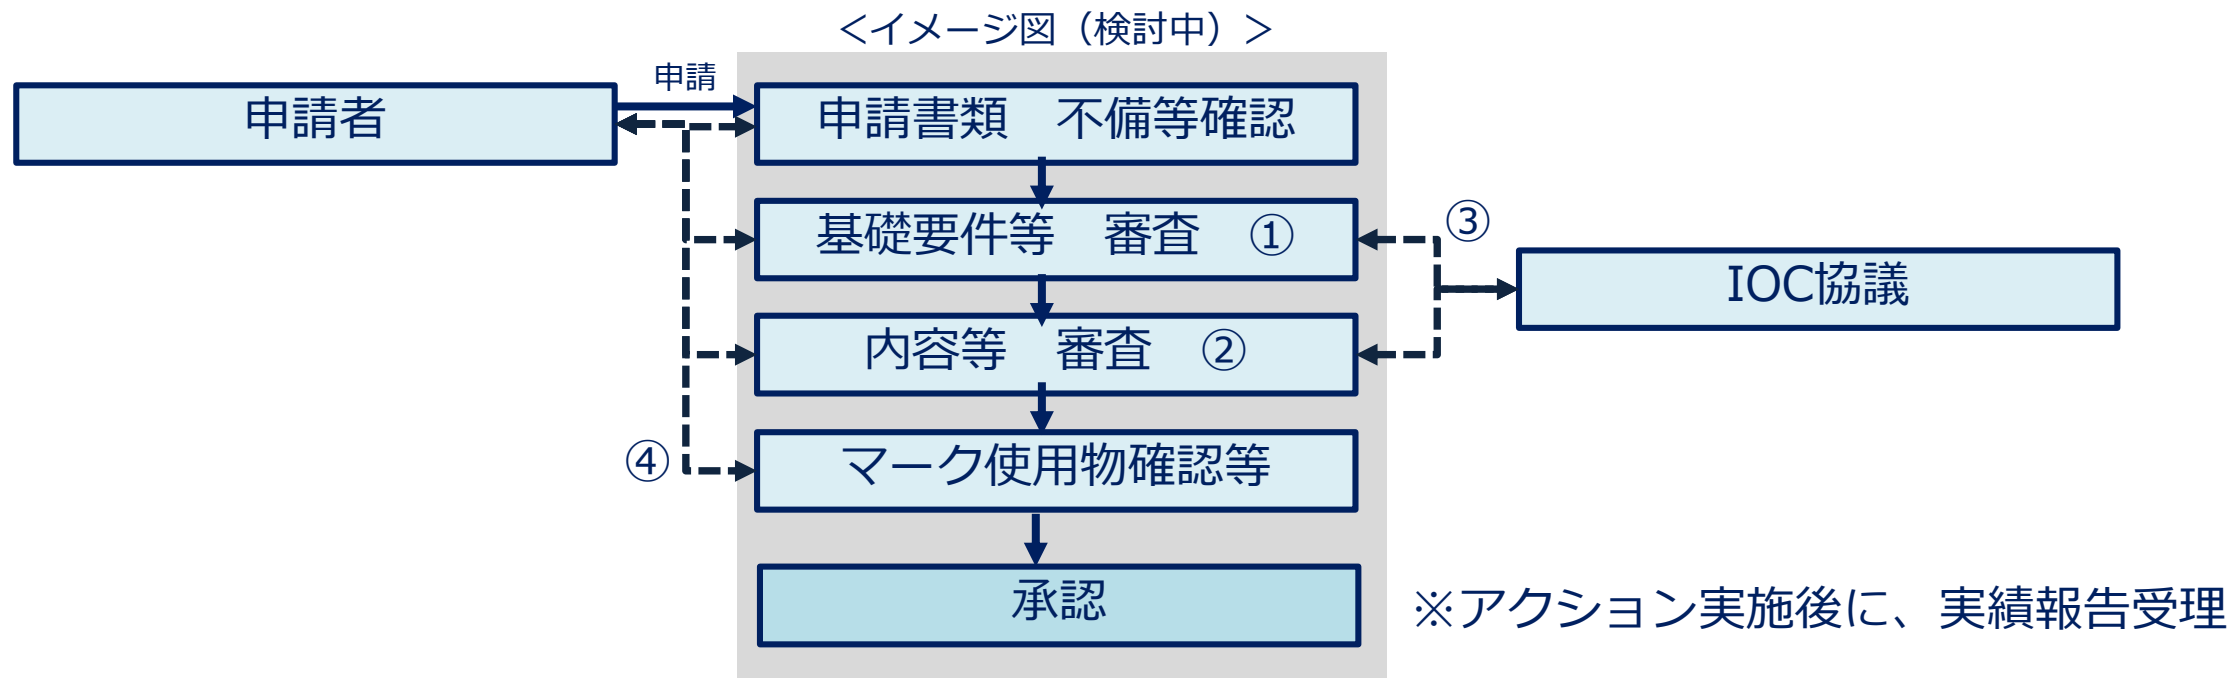 ＜イメージ図（検討中）＞
申請
申請者
申請書類　不備等確認
基礎要件等　審査　①
③
IOC協議
内容等　審査　②
④
マーク使用物確認等
承認
※アクション実施後に、実績報告受理